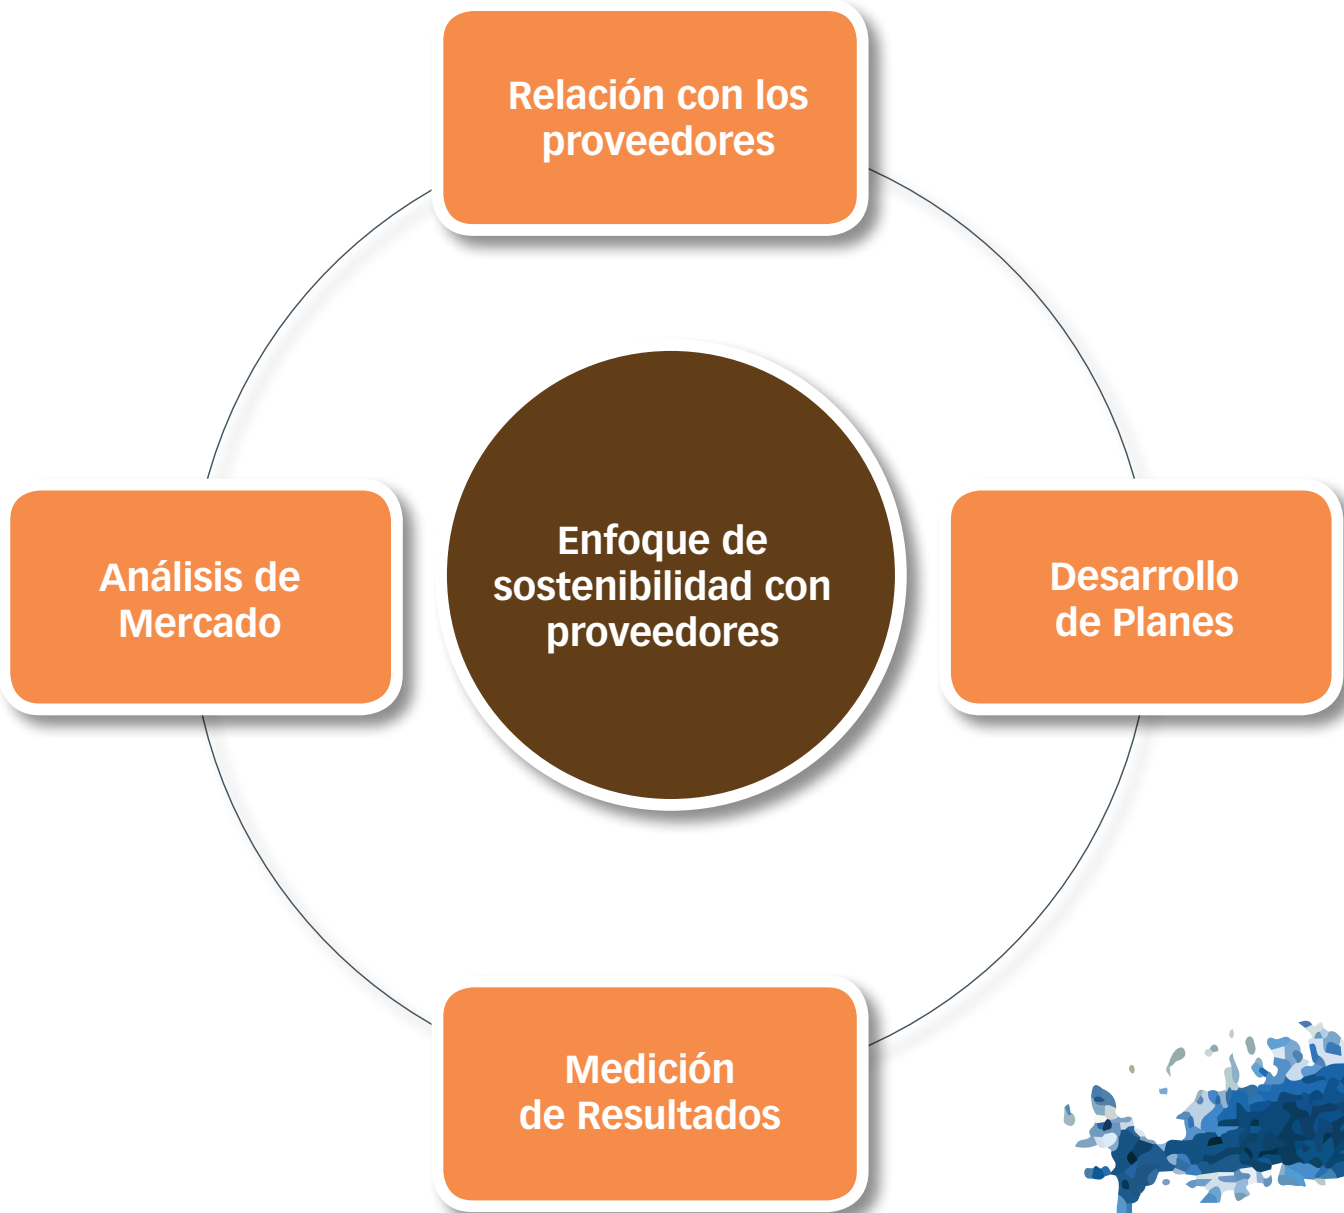 Relación con los
proveedores
Análisis de
Mercado
Enfoque de
sostenibilidad con
proveedores
Desarrollo
de Planes
Medición
de Resultados